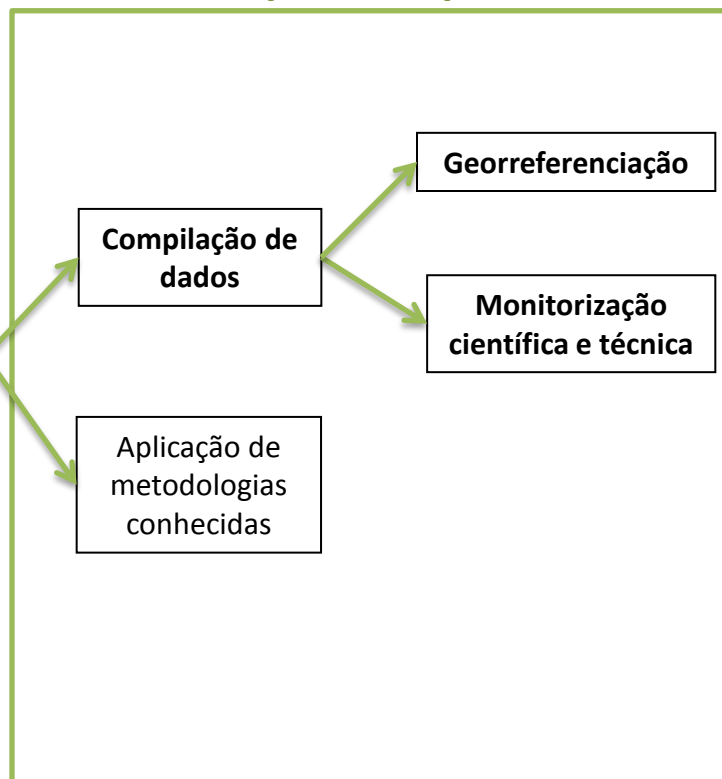 Georreferenciação
Compilação de
dados
Monitorização
científica e técnica
Aplicação de
metodologias
conhecidas